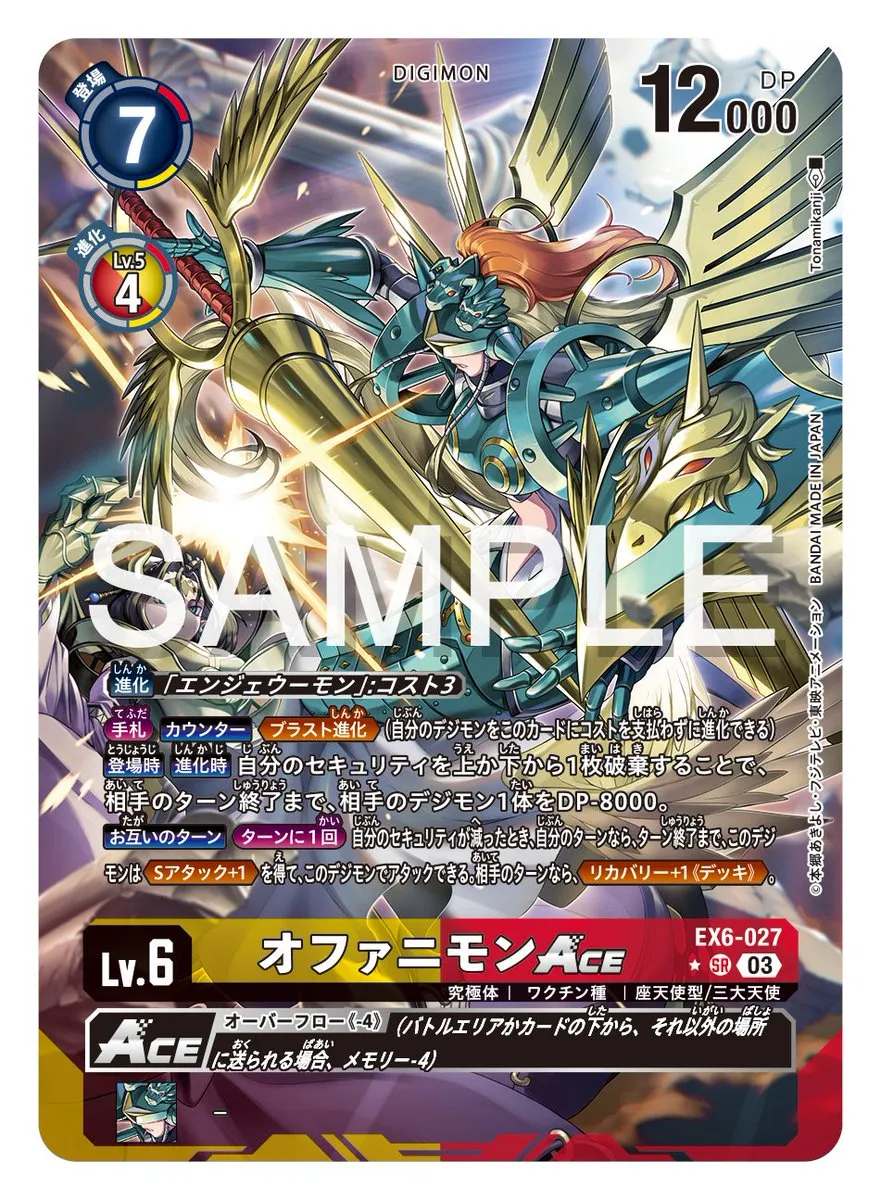 DIGIMON
登場
7
12000
DP
進化
Lv.5
4
Tonamikanji
SAMPLE
進化 「エンジェウーモン」:コスト3
手札 カウンター ブラスト進化 (自分のデジモンをこのカードにコストを支払わずに進化できる)
登場時 進化時 自分のセキュリティを上か下から1枚破棄することで、
相手のターン終了まで、相手のデジモン1体をDP-8000。
お互いのターン ターンに1回 自分のセキュリティが減ったとき、自分のターンなら、ターン終了まで、このデジ
モンは Sアタック+1 を得て、このデジモンでアタックできる。相手のターンなら、 リカバリー+1《デッキ》 。
©本郷あきよし・フジテレビ・東映アニメーション BANDAI MADE IN JAPAN
Lv.6
オファニモンACE
EX6-027
SR 03
究極体 | ワクチン種 | 座天使型/三大天使
ACE オーバーフロー《-4》 (バトルエリアかカードの下から、それ以外の場所
に送られる場合、メモリー-4)
–